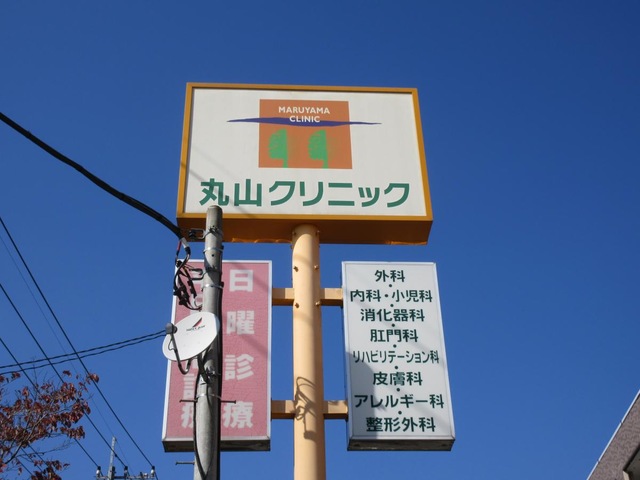 MARUYAMA
CLINIC
丸山クリニック
日曜診療
外科
内科・小児科
消化器科
肛門科
リハビリテーション科
皮膚科
アレルギー科
整形外科